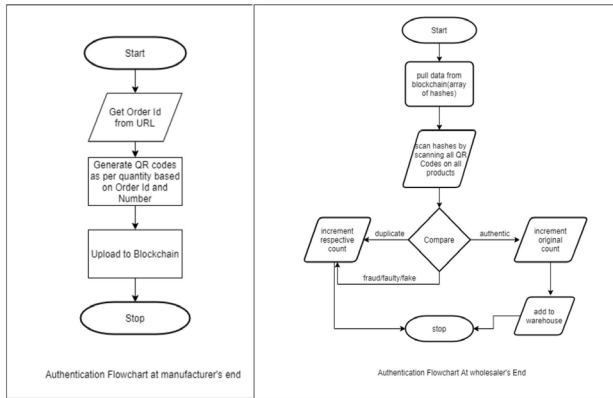 Start
Get Order Id
from URL
Generate QR codes
as per quantity based
on Order Id and
Number
Upload to Blockchain
Stop
Authentication Flowchart at manufacturer's end
Start
pull data from
blockchain(array
of hashes)
scan hashes by
scanning all QR
Codes on all
products
increment
respective
count
duplicate
Compare
authentic
increment
original
count
fraud/faulty/fake
add to
warehouse
stop
Authentication Flowchart At wholesaler's End